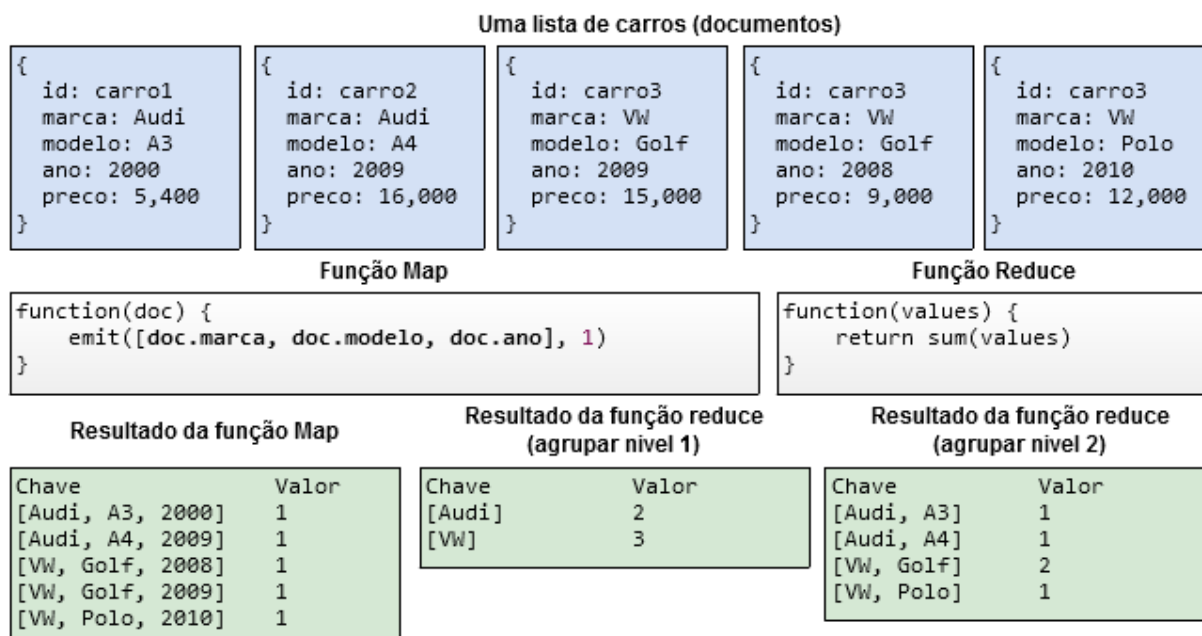 Uma lista de carros (documentos)
{
id: carro1
marca: Audi
modelo: A3
ano: 2000
preco: 5,400
}
{
id: carro2
marca: Audi
modelo: A4
ano: 2009
preco: 16,000
}
{
id: carro3
marca: VW
modelo: Golf
ano: 2009
preco: 15,000
}
{
id: carro3
marca: VW
modelo: Golf
ano: 2008
preco: 9,000
}
{
id: carro3
marca: VW
modelo: Polo
ano: 2010
preco: 12,000
}
Função Map
function(doc) {
emit([doc.marca, doc.modelo, doc.ano], 1)
}
Função Reduce
function(values) {
return sum(values)
}
Resultado da função Map
Chave Valor
[Audi, A3, 2000] 1
[Audi, A4, 2009] 1
[VW, Golf, 2008] 1
[VW, Golf, 2009] 1
[VW, Polo, 2010] 1
Resultado da função reduce
(agrupar nivel 1)
Chave Valor
[Audi] 2
[VW] 3
Resultado da função reduce
(agrupar nivel 2)
Chave Valor
[Audi, A3] 1
[Audi, A4] 1
[VW, Golf] 2
[VW, Polo] 1